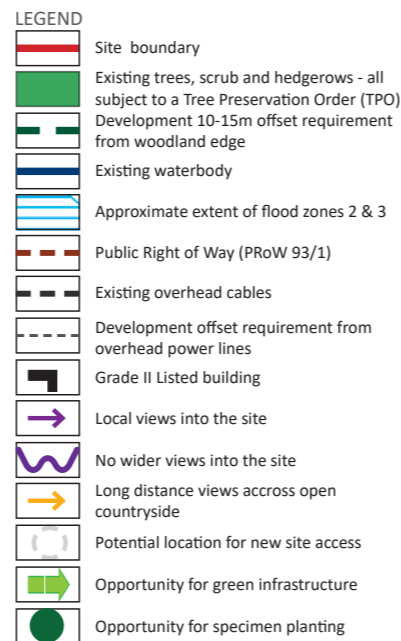 LEGEND
Site boundary
Existing trees, scrub and hedgerows - all
subject to a Tree Preservation Order (TPO)
Development 10-15m offset requirement
from woodland edge
Existing waterbody
Approximate extent of flood zones 2 & 3
Public Right of Way (PRoW 93/1)
Existing overhead cables
Development offset requirement from
overhead power lines
Grade II Listed building
Local views into the site
No wider views into the site
Long distance views accross open
countryside
Potential location for new site access
Opportunity for green infrastructure
Opportunity for specimen planting